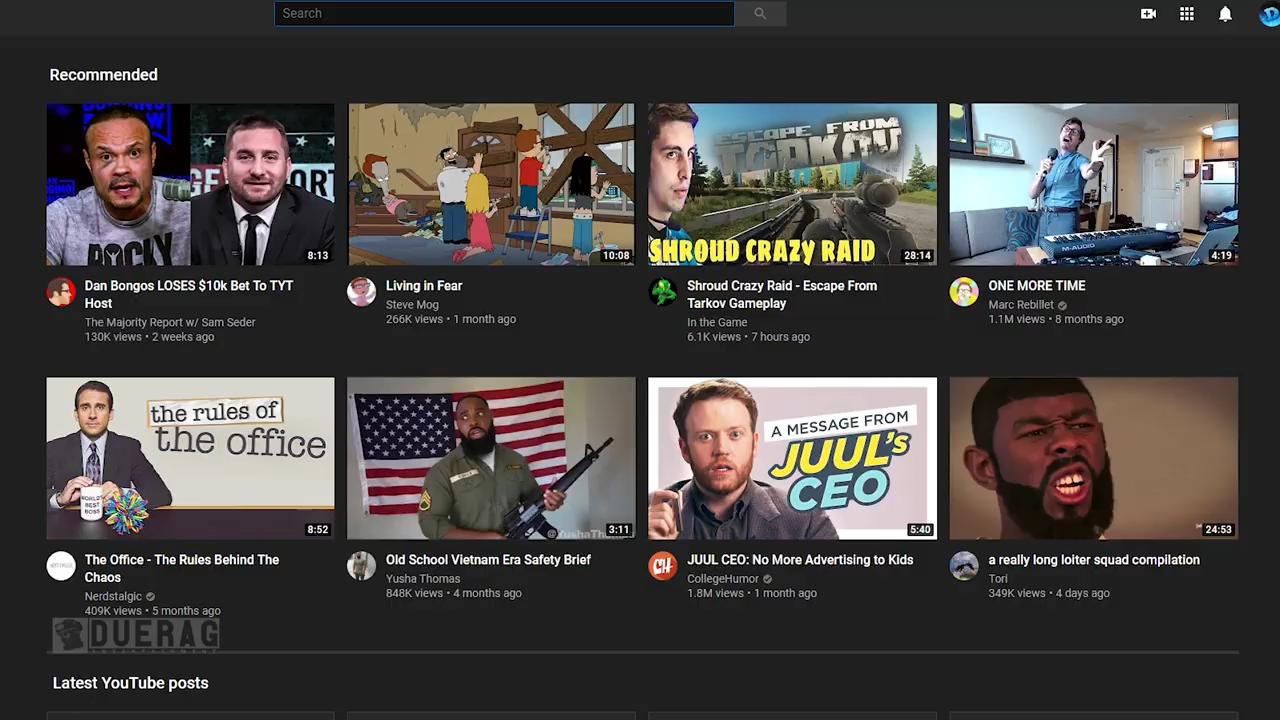 Search
Recommended
ROCKY
8:13
10:08
ESCAPE FROM
TARKOV
SHROUD CRAZY RAID
28:14
M-AUDIO
4:19
Dan Bongos LOSES $10k Bet To TYT
Host
The Majority Report w/ Sam Seder
130K views • 2 weeks ago
Living in Fear
Steve Mog
266K views • 1 month ago
Shroud Crazy Raid - Escape From
Tarkov Gameplay
In the Game
6.1K views • 7 hours ago
ONE MORE TIME
Marc Rebillet
1.1M views • 8 months ago
the rules of
the office
WORLD'S
BEST
BOSS
8:52
3:11
A MESSAGE FROM
JUUL's
CEO
5:40
24:53
The Office - The Rules Behind The
Chaos
Nerdstalgic
409K views • 5 months ago
Old School Vietnam Era Safety Brief
Yusha Thomas
848K views • 4 months ago
CH
JUUL CEO: No More Advertising to Kids
CollegeHumor
1.8M views • 1 month ago
a really long loiter squad compilation
Tori
349K views • 4 days ago
DUERAG
ENTERTAINMENT
Latest YouTube posts